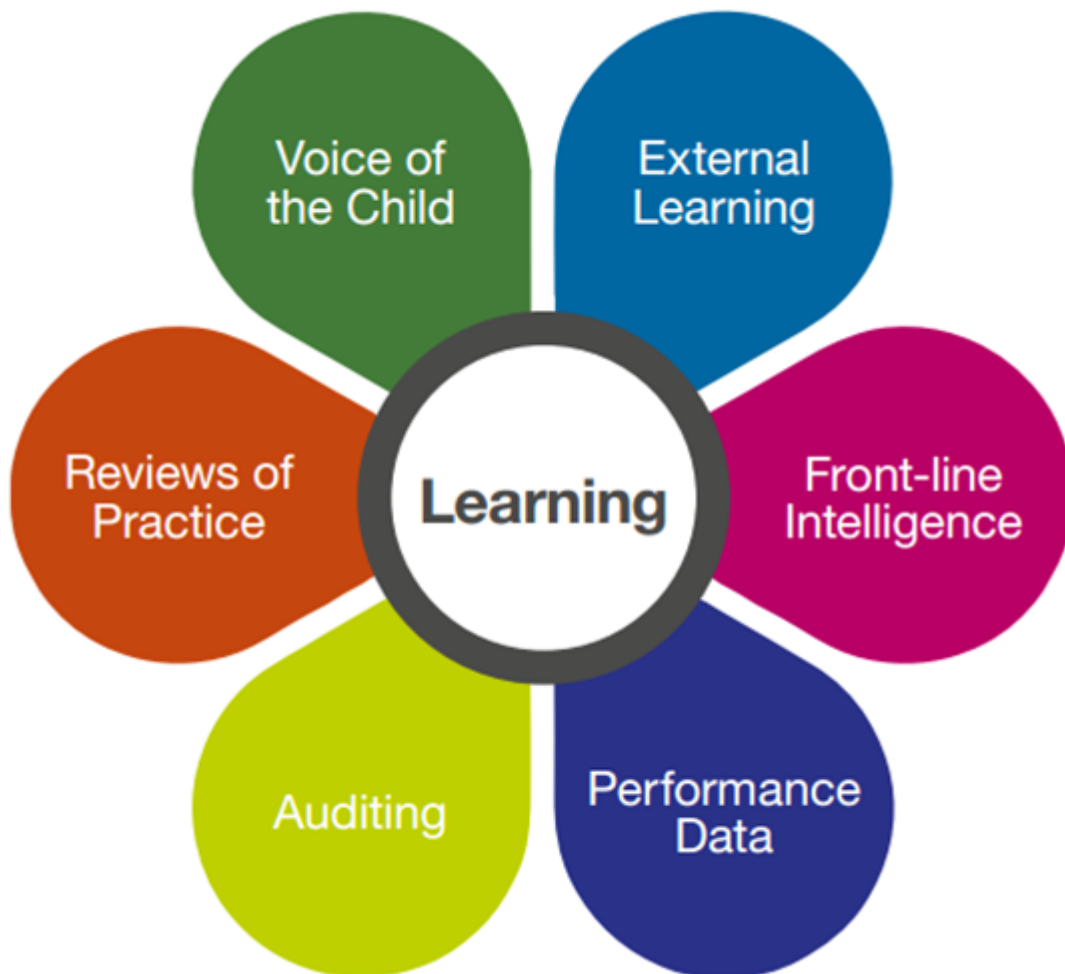 Voice of
the Child
External
Learning
Reviews of
Practice
Learning
Front-line
Intelligence
Auditing
Performance
Data